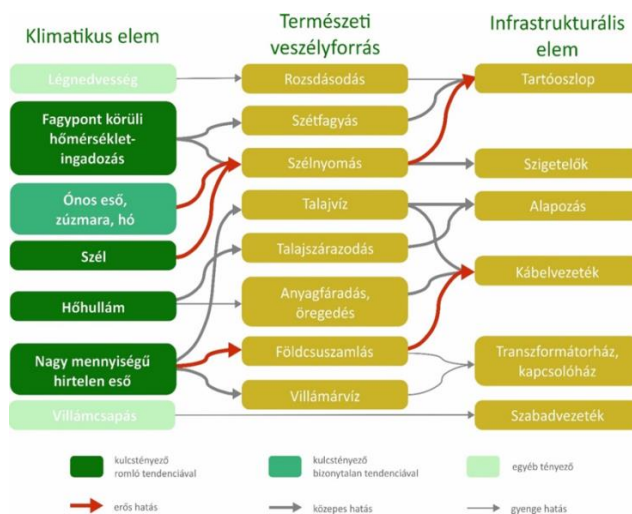 Klimatikus elem
Természeti
veszélyforrás
Infrastrukturális
elem
Légnedvesség
Rozsdásodás
Tartóoszlop
Fagypont körüli
hőmérséklet-
ingadozás
Szétfagyás
Szélnyomás
Szigetelők
Ónos eső,
zúzmara, hó
Talajvíz
Alapozás
Szél
Talajszárazodás
Hőhullám
Anyagfáradás,
öregedés
Kábelvezeték
Nagy mennyiségű
hirtelen eső
Földcsuszamlás
Transzformátorház,
kapcsolóház
Villámárvíz
Villámcsapás
Szabadvezeték
kulcstényező
romló tendenciával
kulcstényező
bizonytalan tendenciával
egyéb tényező
erős hatás
közepes hatás
gyenge hatás